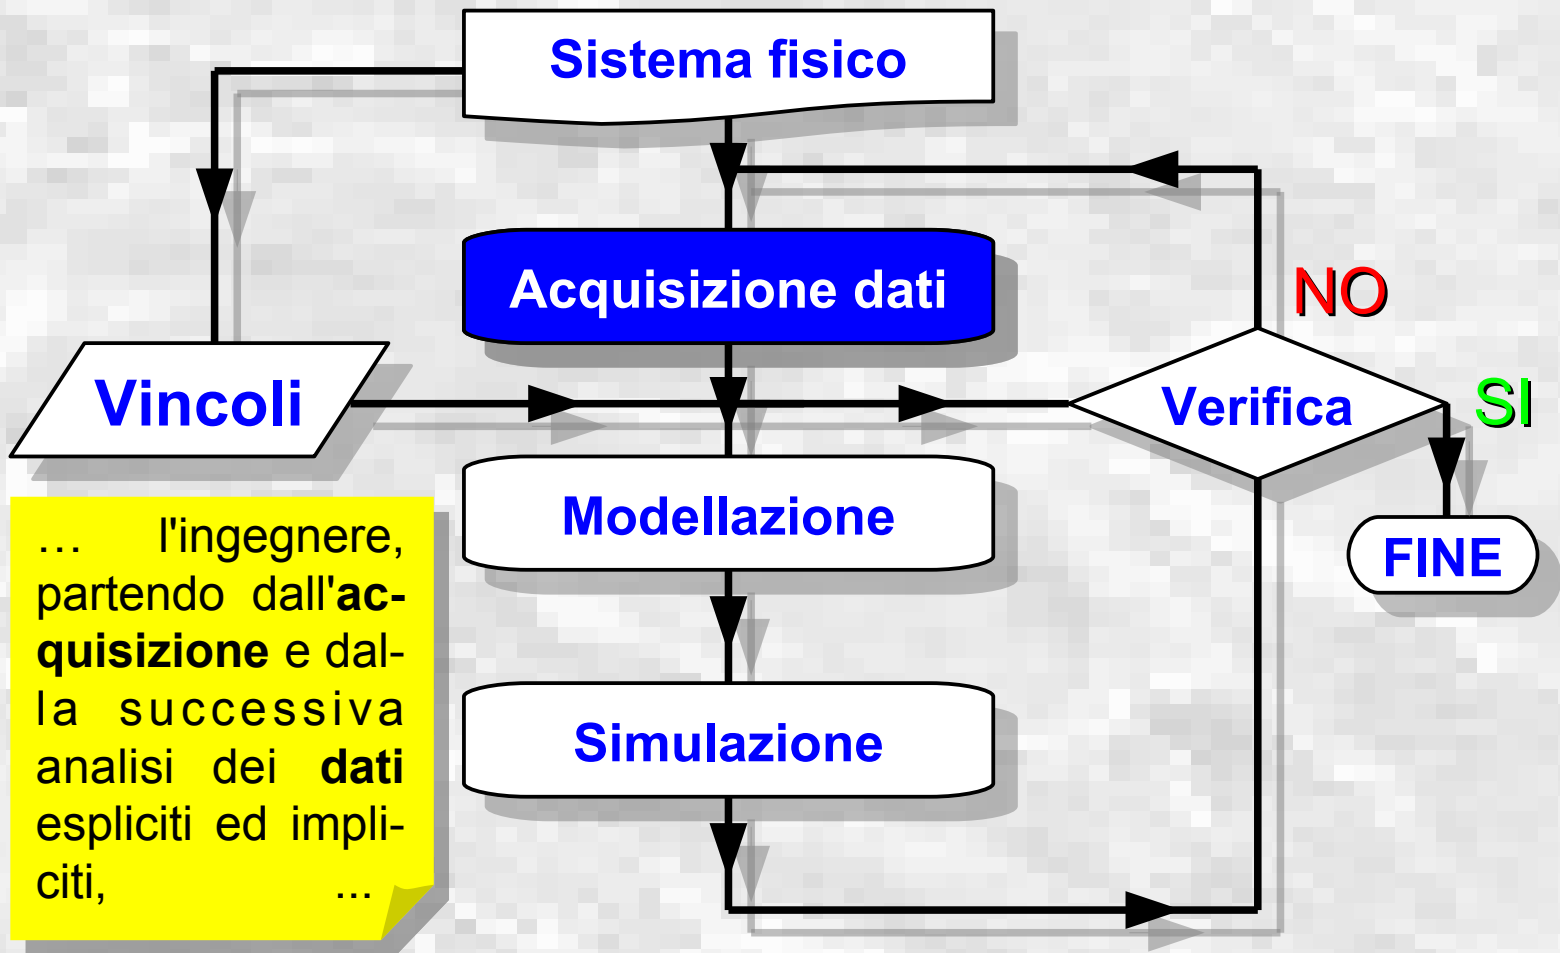 Sistema fisico
Acquisizione dati
NO
Vincoli
Verifica
SI
Modellazione
FINE
Simulazione
… l'ingegnere,
partendo dall'ac-
quisizione e dal-
la successiva
analisi dei dati
espliciti ed impli-
citi, ...